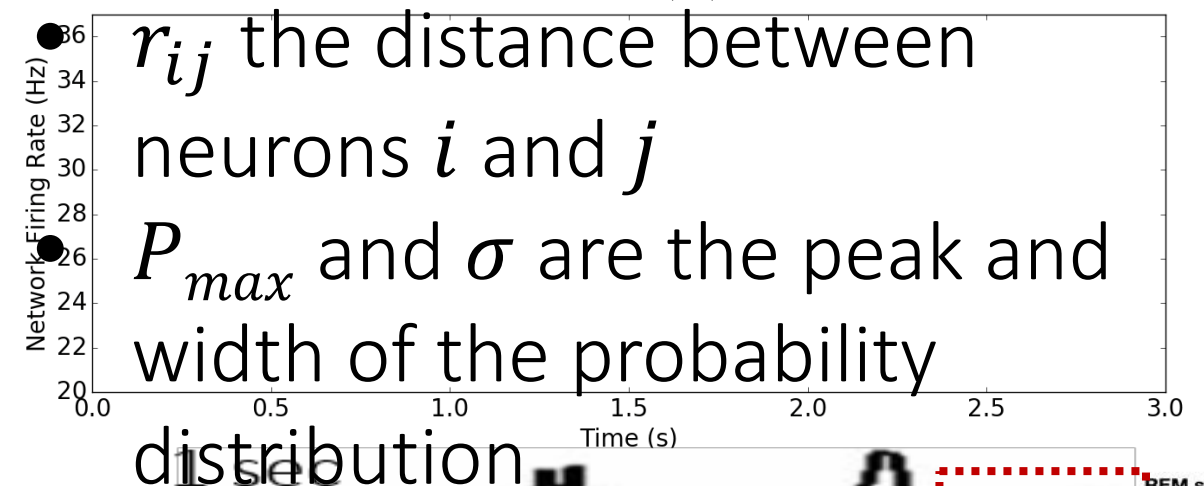 • r_ij the distance between
neurons i and j
• P_max and σ are the peak and
width of the probability
distribution
Network Firing Rate (Hz)
36
34
32
30
28
26
24
22
20
0.0 0.5 1.0 1.5 2.0 2.5 3.0
Time (s)
1 sec
REM